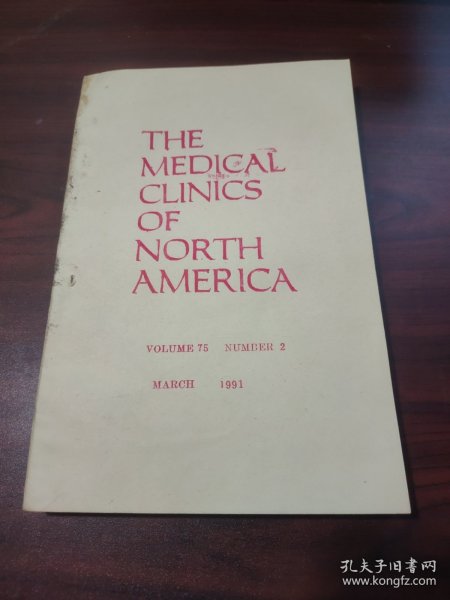 THE
MEDICAL
CLINICS
OF
NORTH
AMERICA
VOLUME 75 NUMBER 2
MARCH 1991
孔夫子旧书网
www.kongfz.com